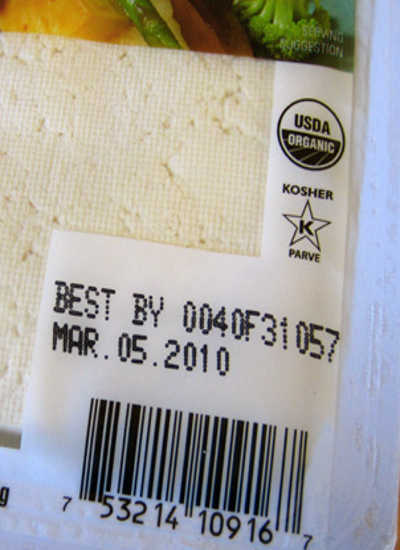 SERVING
SUGGESTION
USDA
ORGANIC
KOSHER
K
PARVE
BEST BY 0040F31057
MAR.05.2010
g
7 53214 10916 7